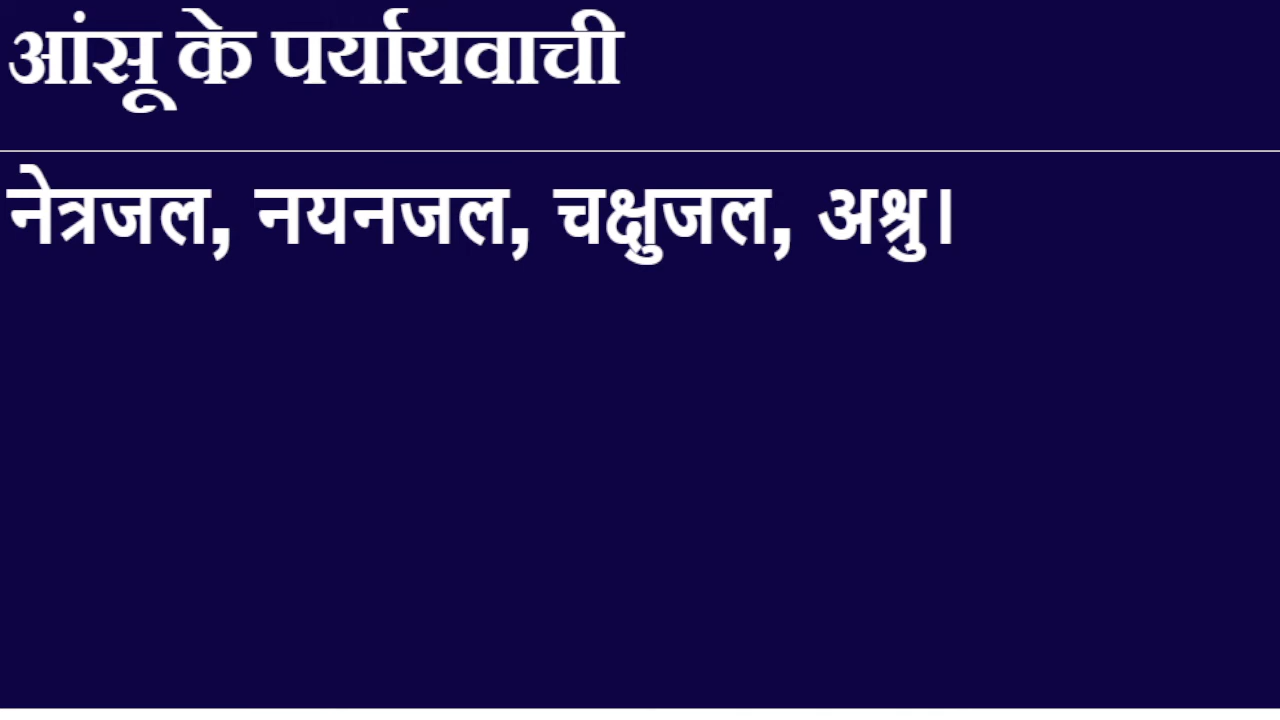 आंसू के पर्यायवाची
नेत्रजल, नयनजल, चक्षुजल, अश्रु।